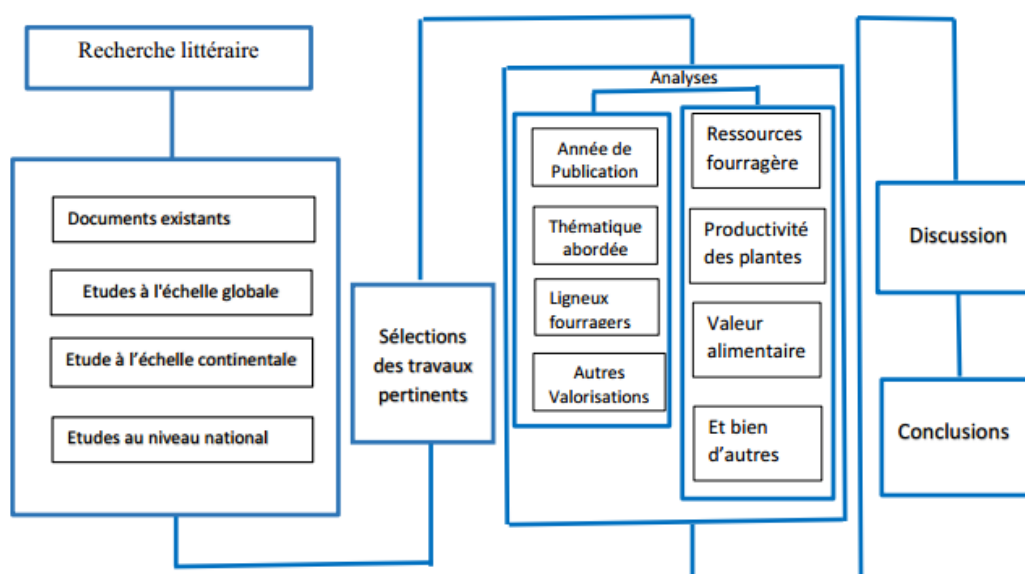 Recherche littéraire
Documents existants
Etudes à l'échelle globale
Etude à l’échelle continentale
Etudes au niveau national
Sélections
des travaux
pertinents
Analyses
Année de
Publication
Thématique
abordée
Ligneux
fourragers
Autres
Valorisations
Ressources
fourragère
Productivité
des plantes
Valeur
alimentaire
Et bien
d’autres
Discussion
Conclusions